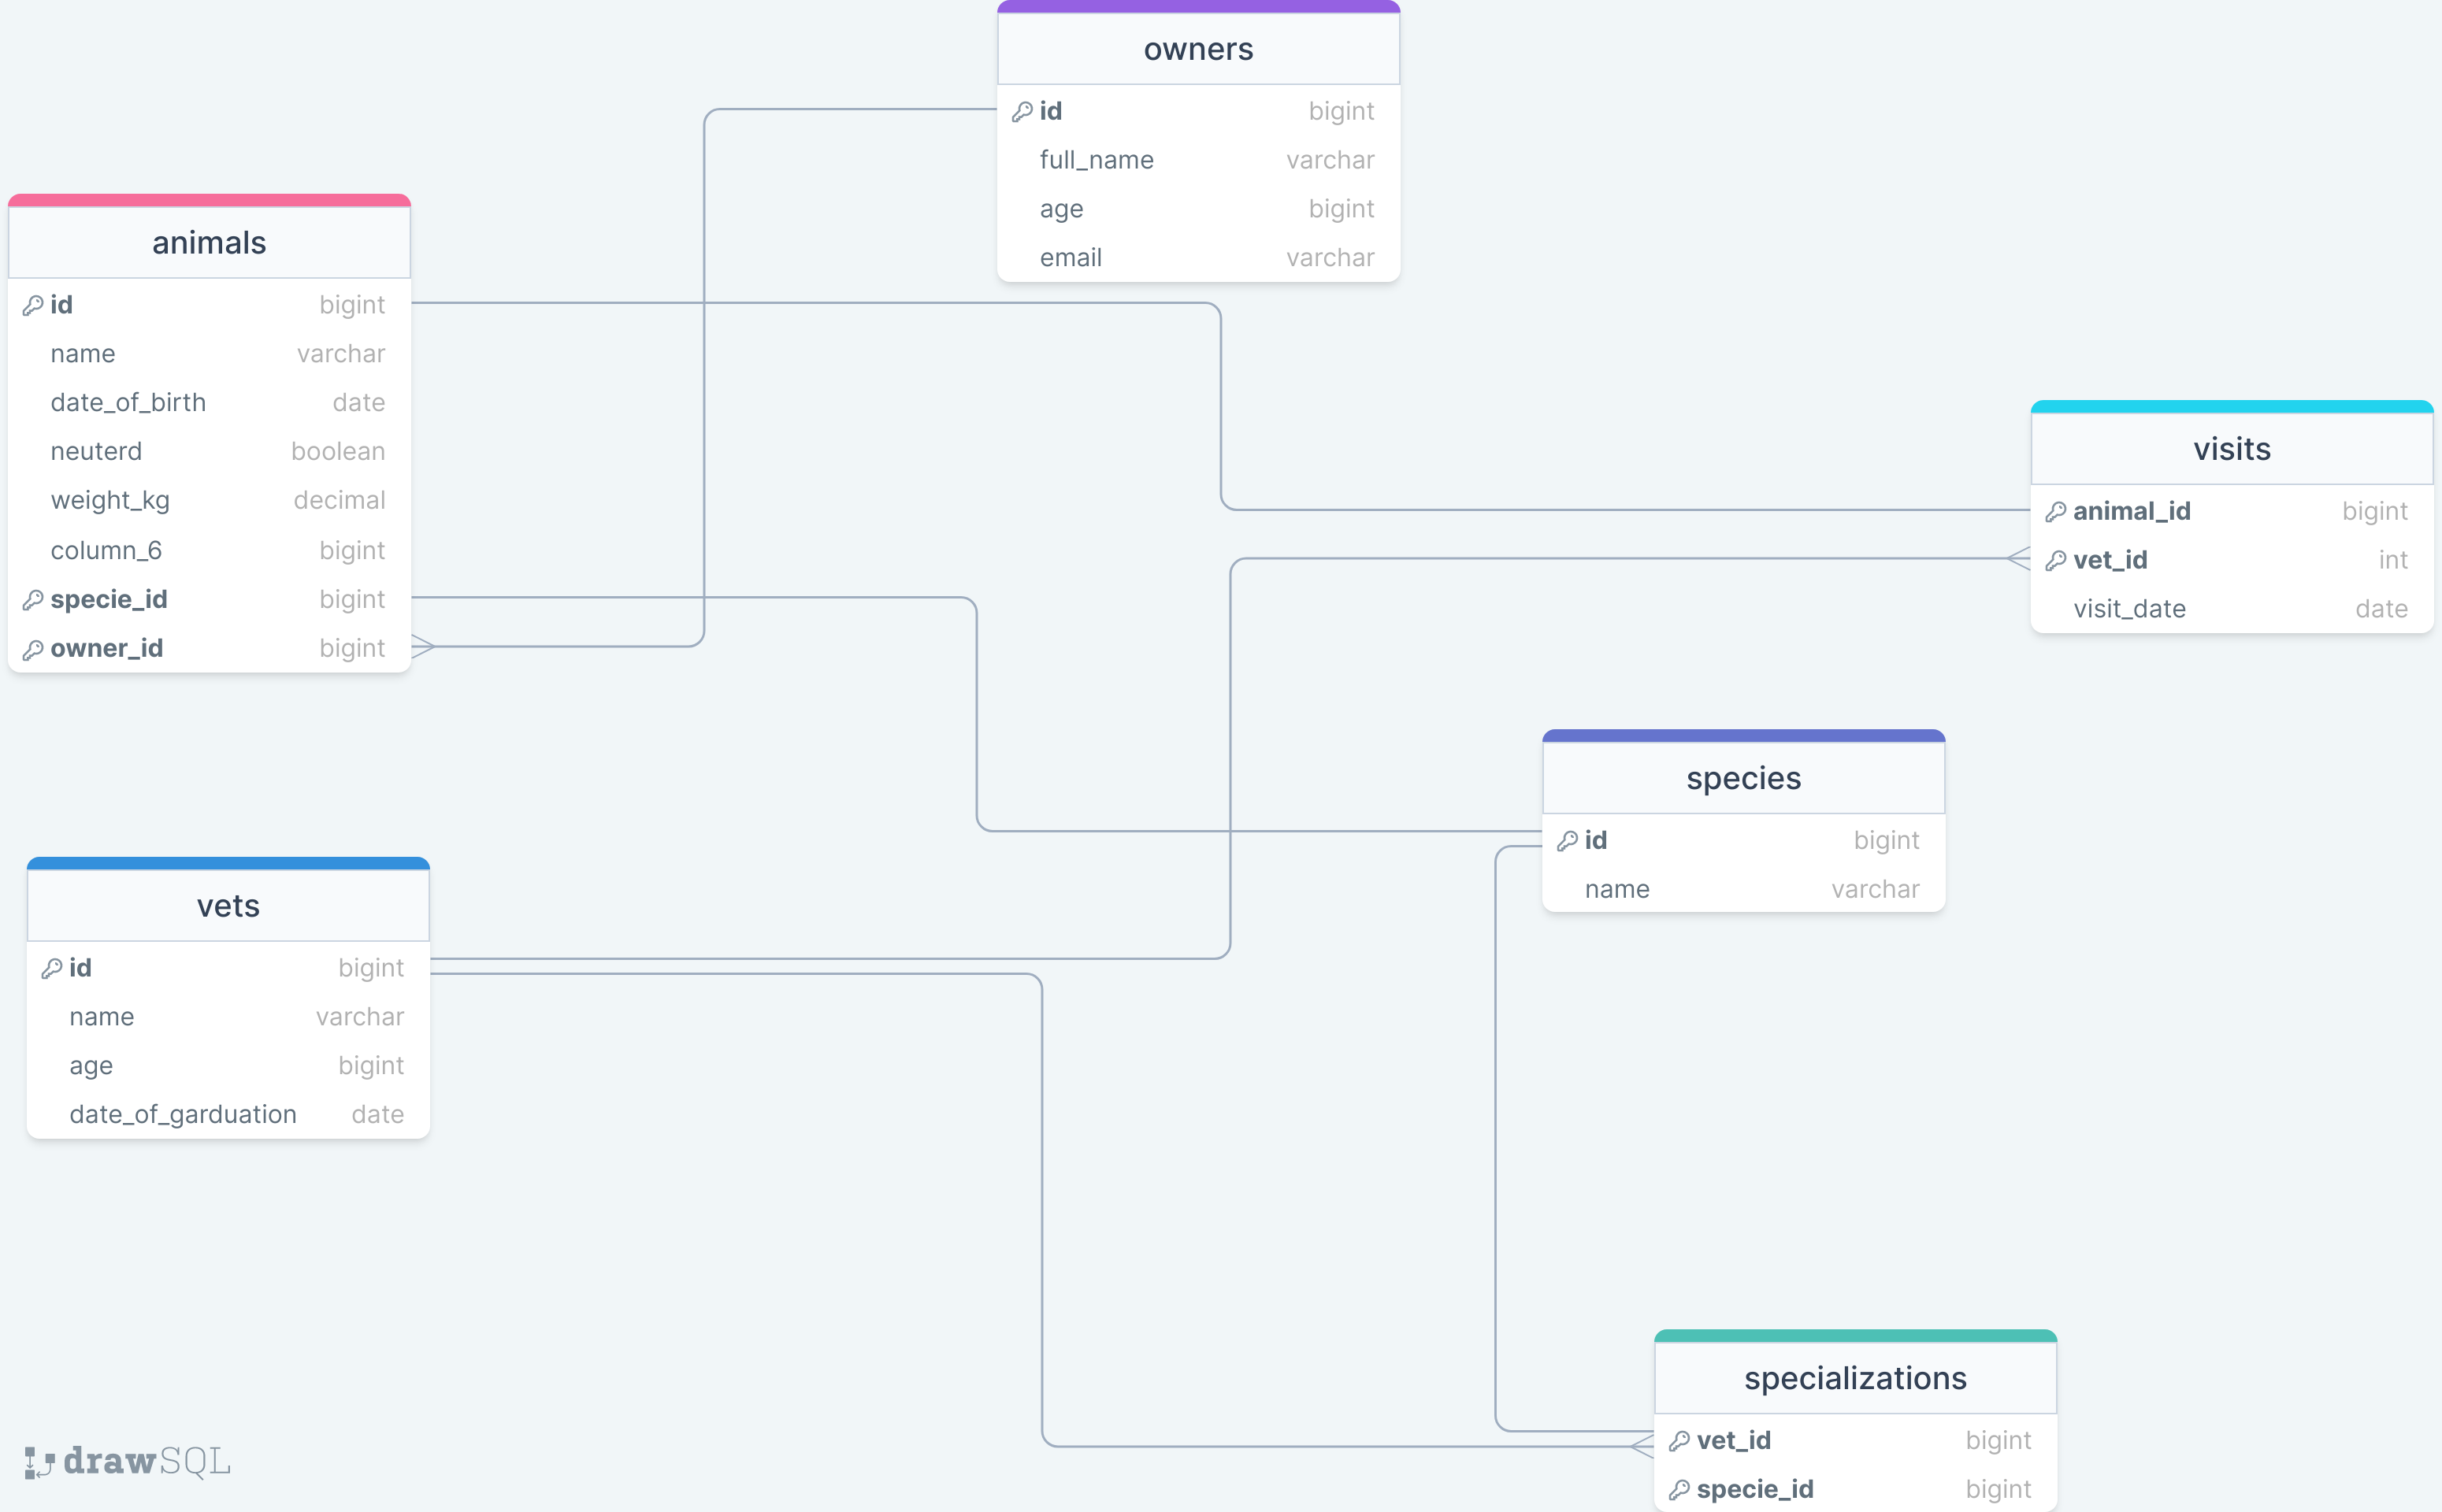 owners
id bigint
full_name varchar
age bigint
email varchar
animals
id bigint
name varchar
date_of_birth date
neuterd boolean
weight_kg decimal
column_6 bigint
specie_id bigint
owner_id bigint
visits
animal_id bigint
vet_id int
visit_date date
species
id bigint
name varchar
vets
id bigint
name varchar
age bigint
date_of_garduation date
specializations
vet_id bigint
specie_id bigint
drawSQL